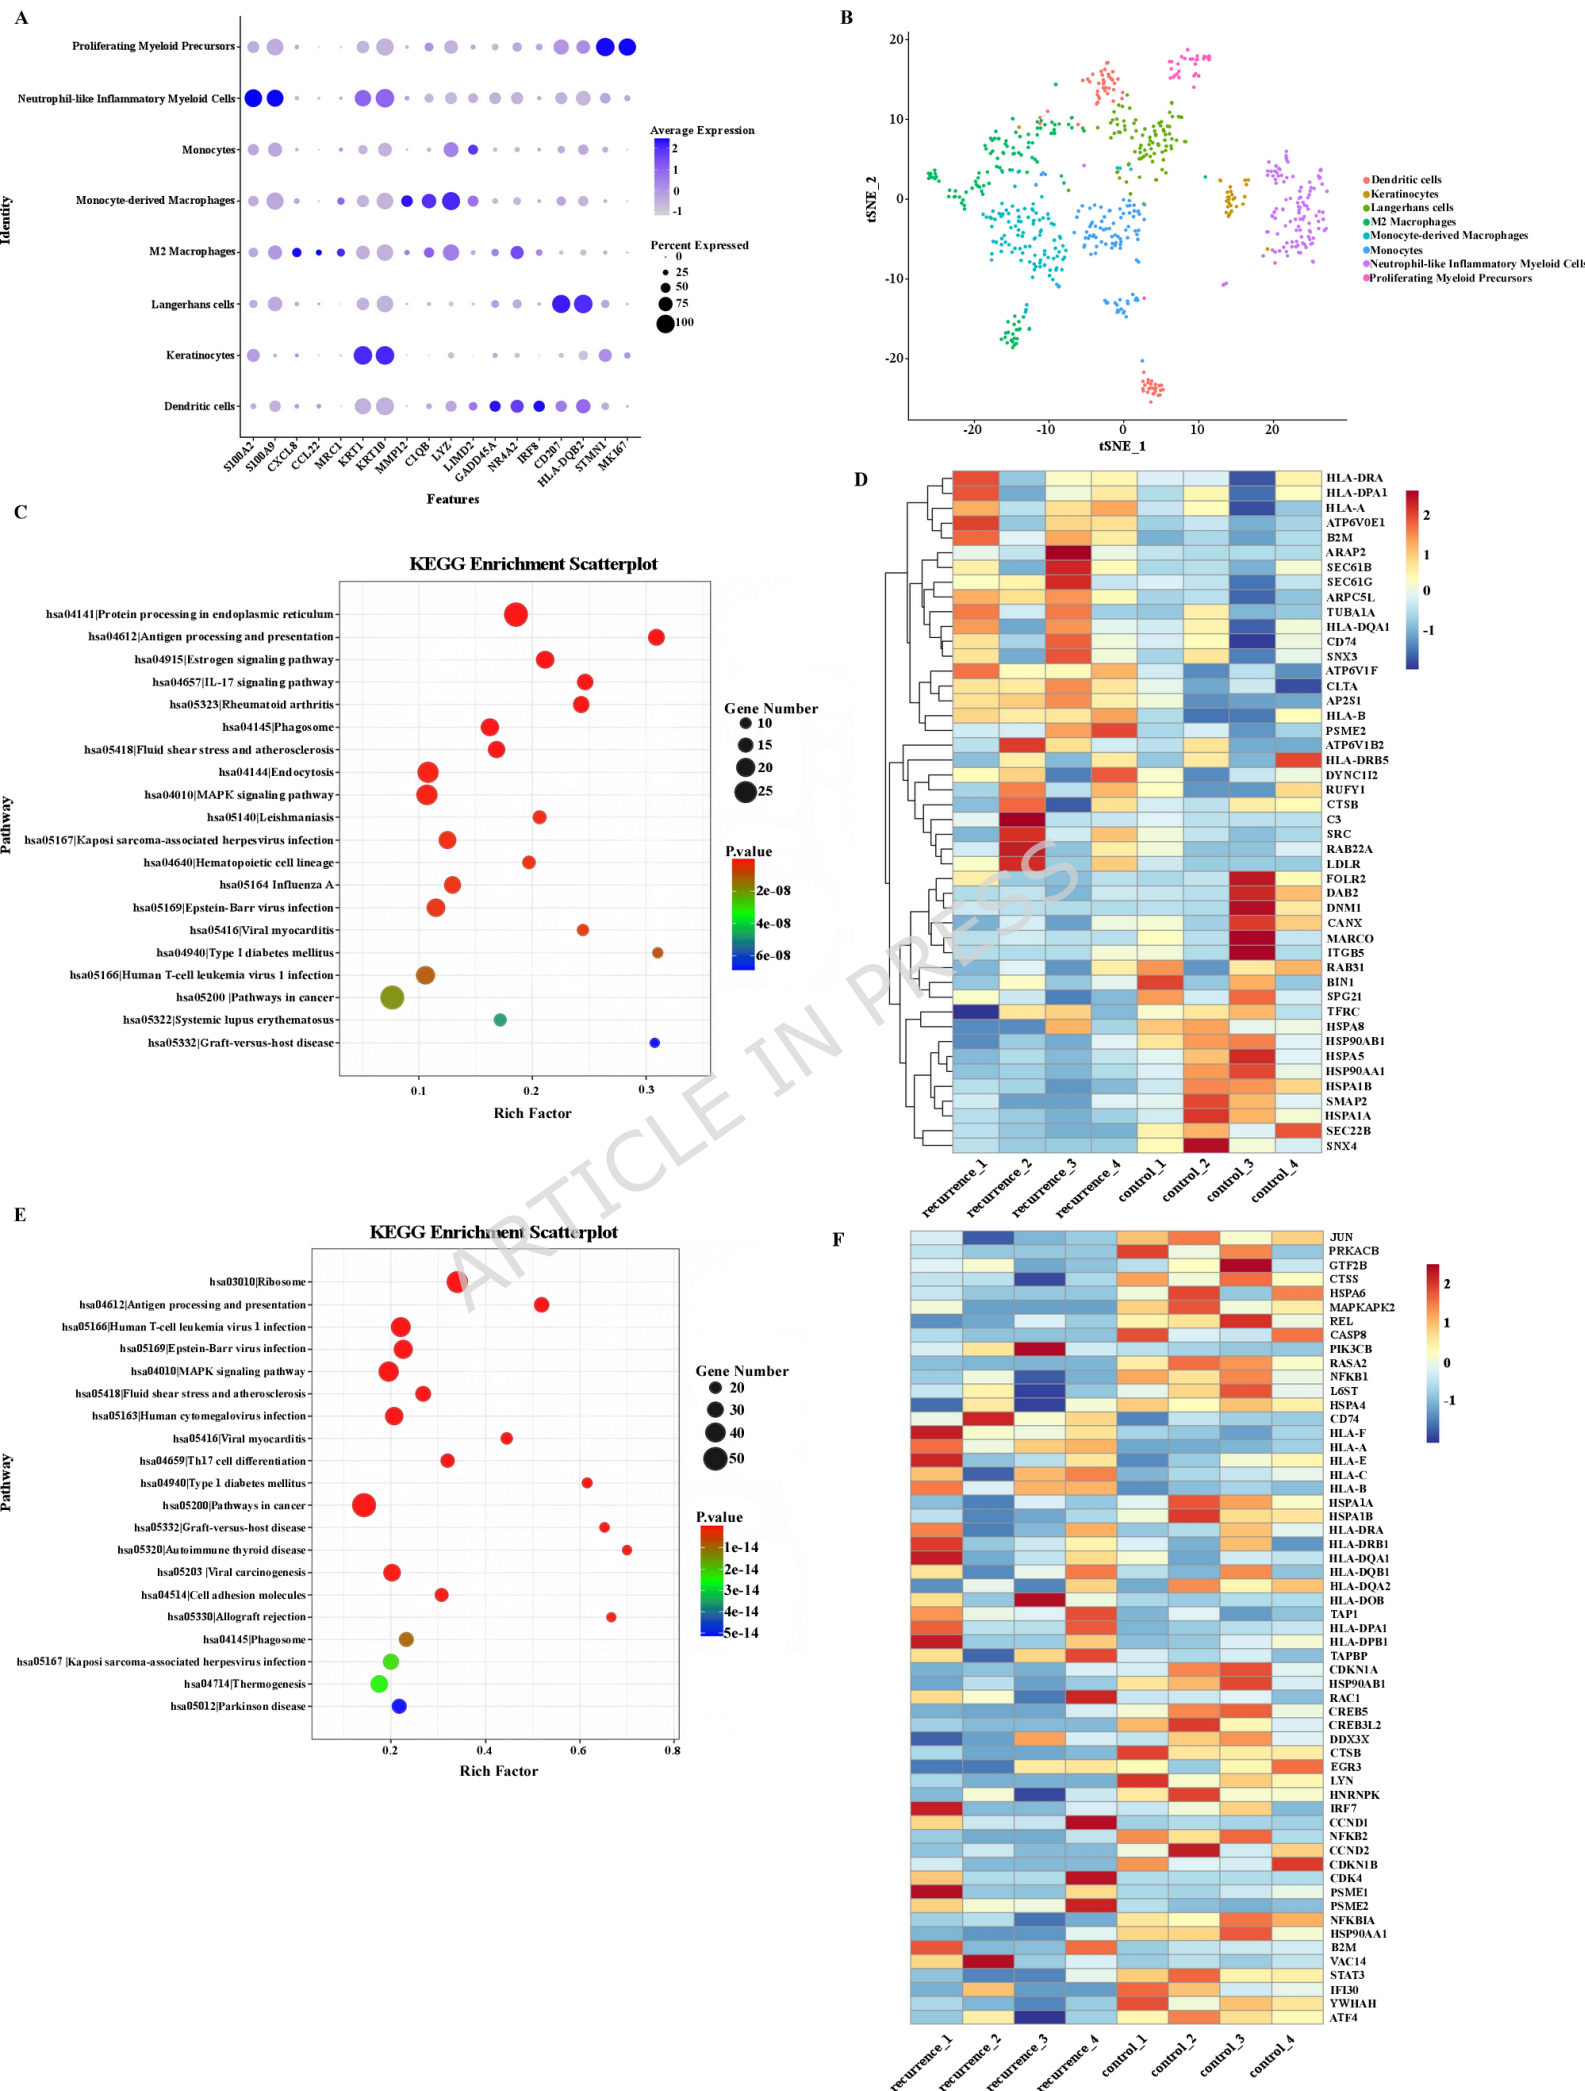 A
Proliferating Myeloid Precursors
Neutrophil-like Inflammatory Myeloid Cells
Monocytes
Monocyte-derived Macrophages
M2 Macrophages
Langerhans cells
Keratinocytes
Dendritic cells
Identity
S100A2
S100A9
CXCL8
CCL22
MRC1
KRT1
KRT10
MMP12
C1QB
LYZ
LIMD2
GADD45A
NR4A2
IRF8
CD207
HLA-DQB2
STMN1
MKI67
Features
Average Expression
2
1
0
-1
Percent Expressed
0
25
50
75
100
B
20
10
0
-10
-20
tSNE_2
-20
-10
0
10
20
tSNE_1
Dendritic cells
Keratinocytes
Langerhans cells
M2 Macrophages
Monocyte-derived Macrophages
Monocytes
Neutrophil-like Inflammatory Myeloid Cells
Proliferating Myeloid Precursors
C
KEGG Enrichment Scatterplot
hsa04141|Protein processing in endoplasmic reticulum
hsa04612|Antigen processing and presentation
hsa04915|Estrogen signaling pathway
hsa04657|IL-17 signaling pathway
hsa05323|Rheumatoid arthritis
hsa04145|Phagosome
hsa05418|Fluid shear stress and atherosclerosis
hsa04144|Endocytosis
hsa04010|MAPK signaling pathway
hsa05140|Leishmaniasis
hsa05167|Kaposi sarcoma-associated herpesvirus infection
hsa04640|Hematopoietic cell lineage
hsa05164 Influenza A
hsa05169|Epstein-Barr virus infection
hsa05416|Viral myocarditis
hsa04940|Type I diabetes mellitus
hsa05166|Human T-cell leukemia virus 1 infection
hsa05200 |Pathways in cancer
hsa05322|Systemic lupus erythematosus
hsa05332|Graft-versus-host disease
Pathway
0.1
0.2
0.3
Rich Factor
Gene Number
10
15
20
25
P.value
2e-08
4e-08
6e-08
D
HLA-DRA
HLA-DPA1
HLA-A
ATP6V0E1
B2M
ARAP2
SEC61B
SEC61G
ARPC5L
TUBA1A
HLA-DQA1
CD74
SNX3
ATP6V1F
CLTA
AP2S1
HLA-B
PSME2
ATP6V1B2
HLA-DRB5
DYNC1I2
RUFY1
CTSB
C3
SRC
RAB22A
LDLR
FOLR2
DAB2
DNM1
CANX
MARCO
ITGB5
RAB31
BIN1
SPG21
TFRC
HSPA8
HSP90AB1
HSPA5
HSP90AA1
HSPA1B
SMAP2
HSPA1A
SEC22B
SNX4
recurrence_1
recurrence_2
recurrence_3
recurrence_4
control_1
control_2
control_3
control_4
2
1
0
-1
ARTICLE IN PRESS
E
KEGG Enrichment Scatterplot
hsa03010|Ribosome
hsa04612|Antigen processing and presentation
hsa05166|Human T-cell leukemia virus 1 infection
hsa05169|Epstein-Barr virus infection
hsa04010|MAPK signaling pathway
hsa05418|Fluid shear stress and atherosclerosis
hsa05163|Human cytomegalovirus infection
hsa05416|Viral myocarditis
hsa04659|Th17 cell differentiation
hsa04940|Type 1 diabetes mellitus
hsa05200|Pathways in cancer
hsa05332|Graft-versus-host disease
hsa05320|Autoimmune thyroid disease
hsa05203 |Viral carcinogenesis
hsa04514|Cell adhesion molecules
hsa05330|Allograft rejection
hsa04145|Phagosome
hsa05167 |Kaposi sarcoma-associated herpesvirus infection
hsa04714|Thermogenesis
hsa05012|Parkinson disease
Pathway
0.2
0.4
0.6
0.8
Rich Factor
Gene Number
20
30
40
50
P.value
1e-14
2e-14
3e-14
4e-14
5e-14
F
JUN
PRKACB
GTF2B
CTSS
HSPA6
MAPKAPK2
REL
CASP8
PIK3CB
RASA2
NFKB1
IL6ST
HSPA4
CD74
HLA-F
HLA-A
HLA-E
HLA-C
HLA-B
HSPA1A
HSPA1B
HLA-DRA
HLA-DRB1
HLA-DQA1
HLA-DQB1
HLA-DQA2
HLA-DOB
TAP1
HLA-DPA1
HLA-DPB1
TAPBP
CDKN1A
HSP90AB1
RAC1
CREB5
CREB3L2
DDX3X
CTSB
EGR3
LYN
HNRNPK
IRF7
CCND1
NFKB2
CCND2
CDKN1B
CDK4
PSME1
PSME2
NFKBIA
HSP90AA1
B2M
VAC14
STAT3
IFI30
YWHAH
ATF4
recurrence_1
recurrence_2
recurrence_3
recurrence_4
control_1
control_2
control_3
control_4
2
1
0
-1